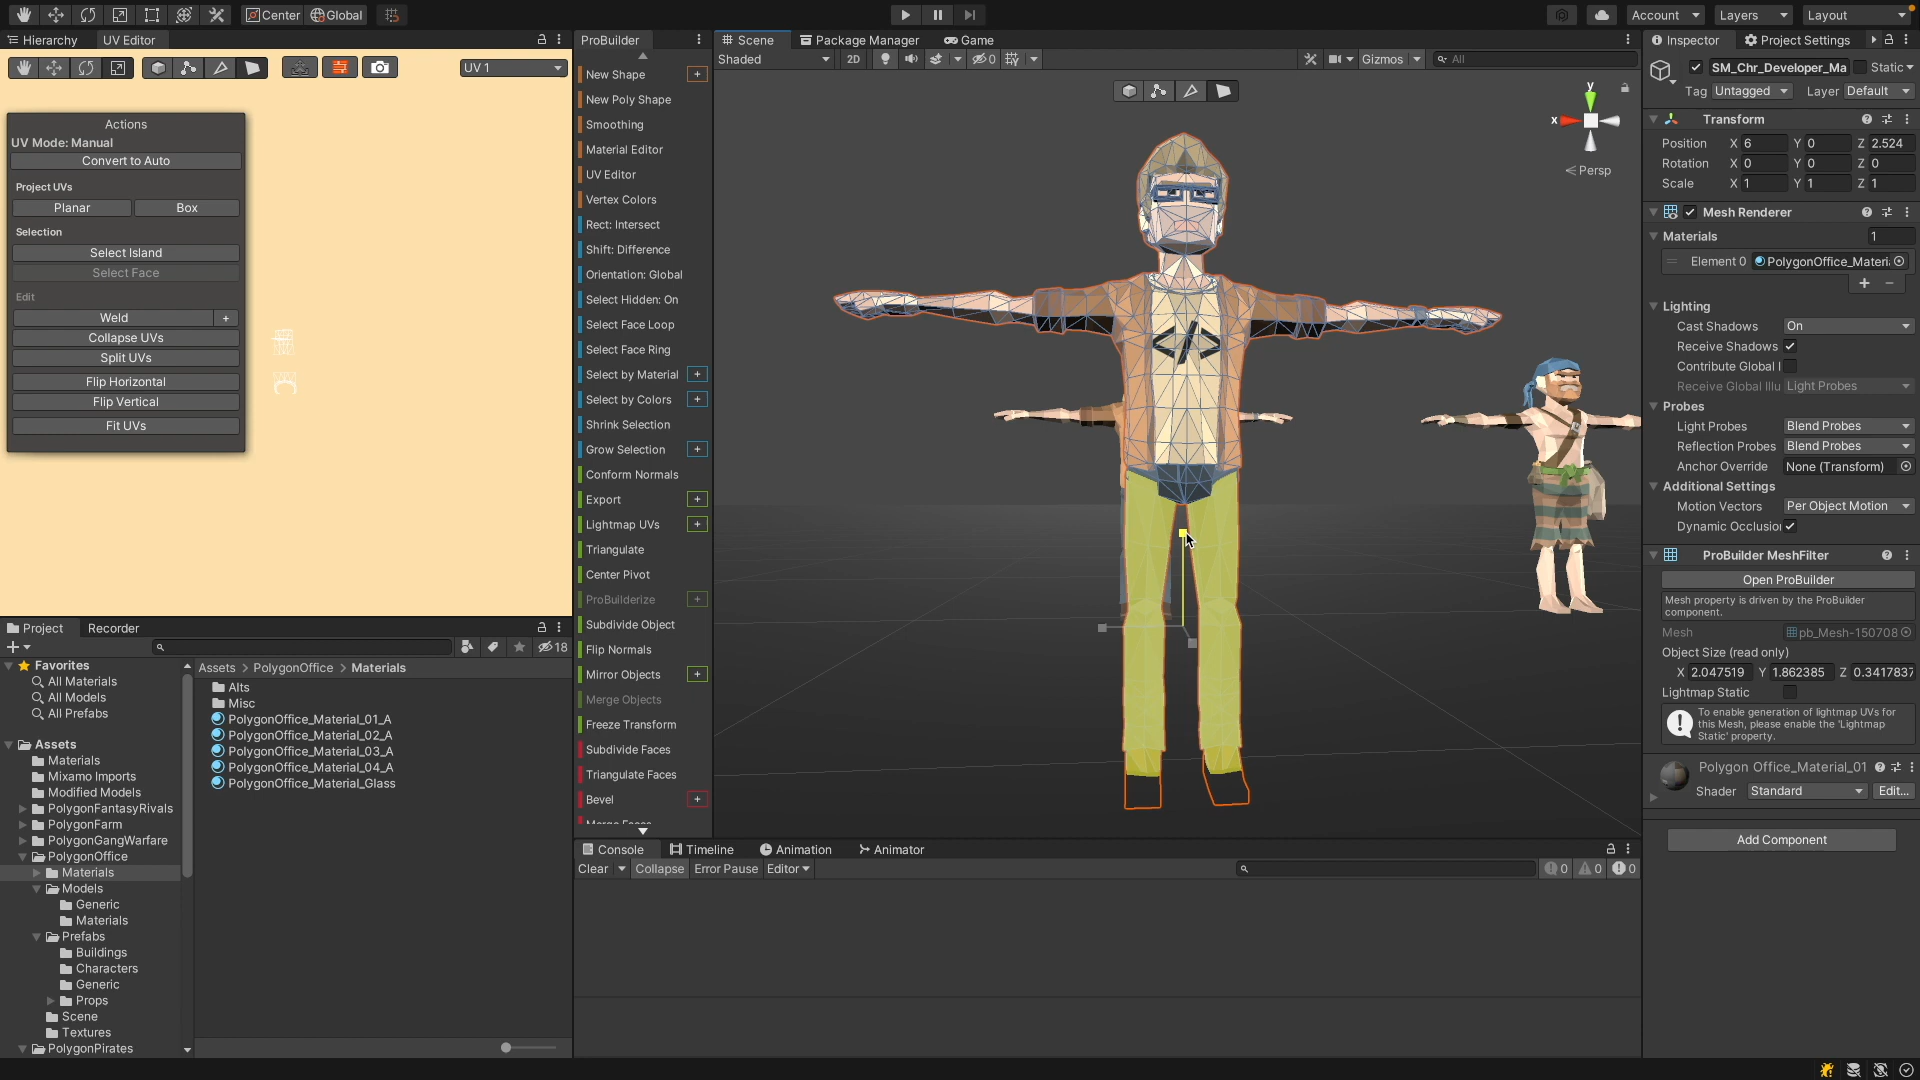 Center
Global
Account
Layers
Layout
Hierarchy
UV Editor
UV 1
Actions
UV Mode: Manual
Convert to Auto
Project UVs
Planar
Box
Selection
Select Island
Select Face
Edit
Weld
+
Collapse UVs
Split UVs
Flip Horizontal
Flip Vertical
Fit UVs
ProBuilder
New Shape
+
New Poly Shape
Smoothing
Material Editor
UV Editor
Vertex Colors
Rect: Intersect
Shift: Difference
Orientation: Global
Select Hidden: On
Select Face Loop
Select Face Ring
Select by Material
+
Select by Colors
+
Shrink Selection
Grow Selection
+
Conform Normals
Export
+
Lightmap UVs
+
Triangulate
Center Pivot
ProBuilderize
+
Subdivide Object
Flip Normals
Mirror Objects
+
Merge Objects
Freeze Transform
Subdivide Faces
Triangulate Faces
Bevel
+
Merge Faces
Scene
Package Manager
Game
Shaded
2D
0
Gizmos
All
y
x
Persp
</>
Inspector
Project Settings
SM_Chr_Developer_Ma
Static
Tag Untagged
Layer Default
Transform
Position X 6 Y 0 Z 2.524
Rotation X 0 Y 0 Z 0
Scale X 1 Y 1 Z 1
Mesh Renderer
Materials 1
Element 0 PolygonOffice_Materi
+ −
Lighting
Cast Shadows On
Receive Shadows
Contribute Global I
Receive Global Illu Light Probes
Probes
Light Probes Blend Probes
Reflection Probes Blend Probes
Anchor Override None (Transform)
Additional Settings
Motion Vectors Per Object Motion
Dynamic Occlusio
ProBuilder MeshFilter
Open ProBuilder
Mesh property is driven by the ProBuilder
component.
Mesh pb_Mesh-150708
Object Size (read only)
X 2.047519 Y 1.862385 Z 0.3417837
Lightmap Static
To enable generation of lightmap UVs for
this Mesh, please enable the 'Lightmap
Static' property.
Polygon Office_Material_01
Shader Standard Edit...
Add Component
Project
Recorder
18
Favorites
All Materials
All Models
All Prefabs
Assets
Materials
Mixamo Imports
Modified Models
PolygonFantasyRivals
PolygonFarm
PolygonGangWarfare
PolygonOffice
Materials
Models
Generic
Materials
Prefabs
Buildings
Characters
Generic
Props
Scene
Textures
PolygonPirates
Assets > PolygonOffice > Materials
Alts
Misc
PolygonOffice_Material_01_A
PolygonOffice_Material_02_A
PolygonOffice_Material_03_A
PolygonOffice_Material_04_A
PolygonOffice_Material_Glass
Console
Timeline
Animation
Animator
Clear
Collapse
Error Pause
Editor
0
0
0